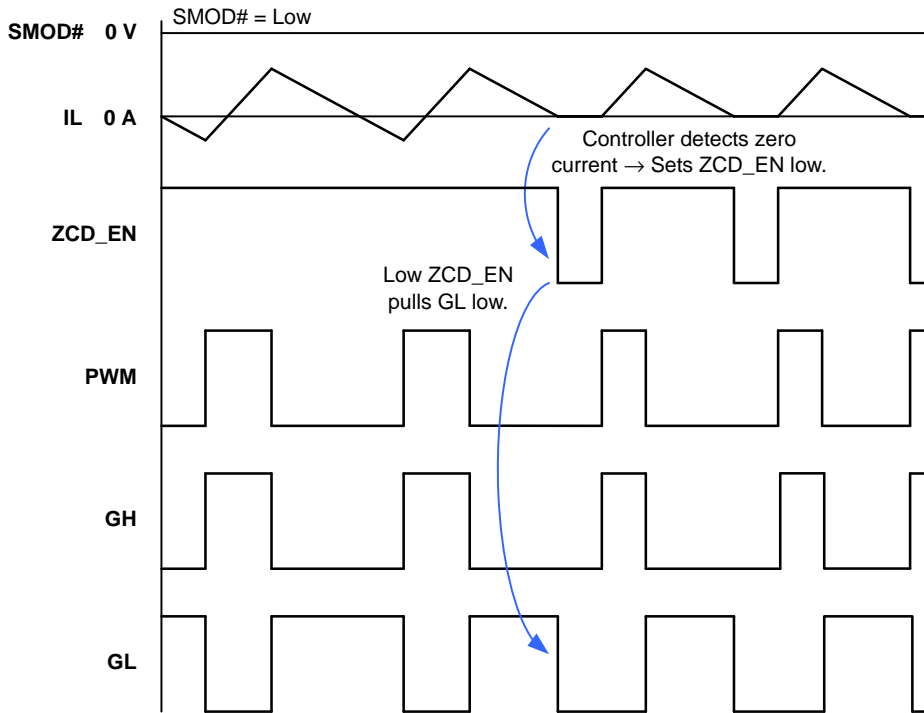 SMOD# = Low
SMOD# 0 V
IL 0 A
Controller detects zero
current → Sets ZCD_EN low.
ZCD_EN
Low ZCD_EN
pulls GL low.
PWM
GH
GL